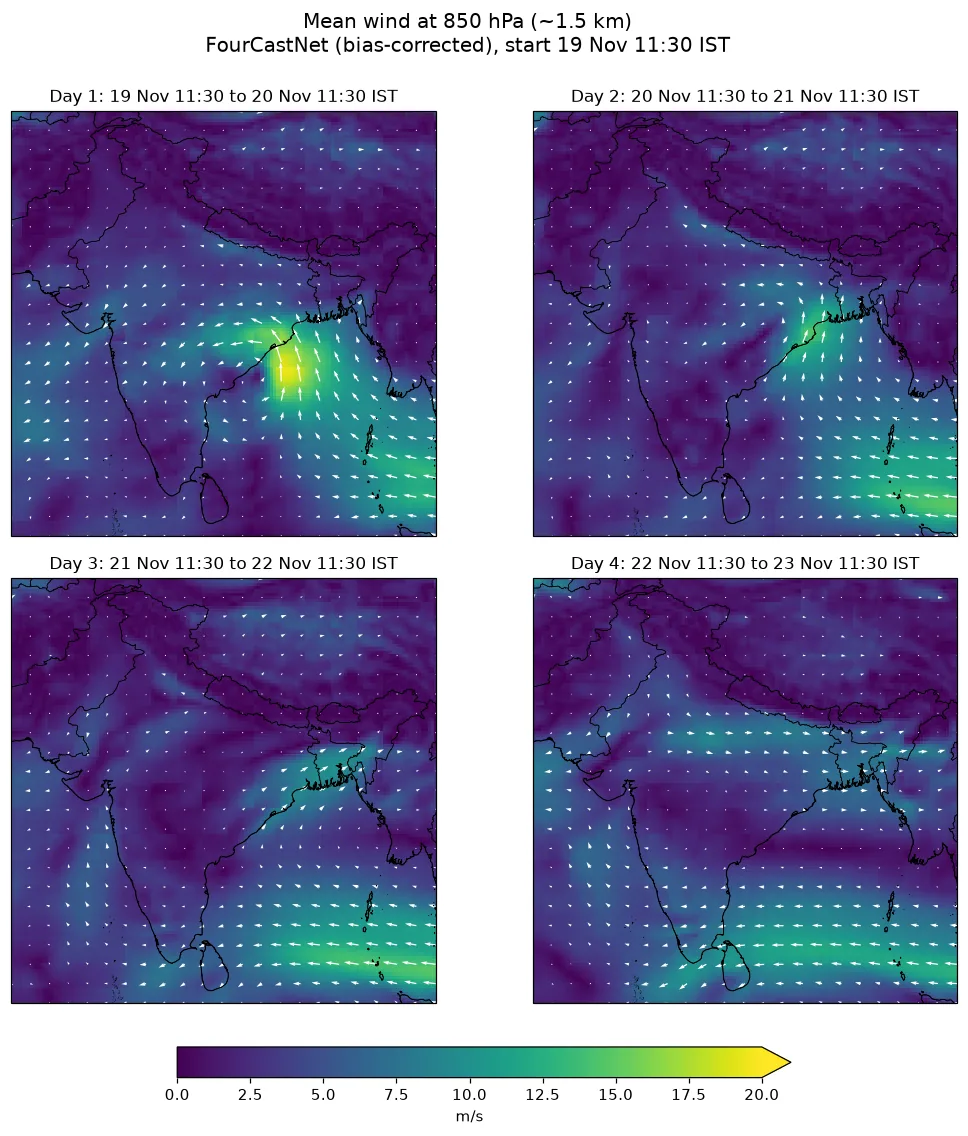 Mean wind at 850 hPa (~1.5 km)
FourCastNet (bias-corrected), start 19 Nov 11:30 IST
Day 1: 19 Nov 11:30 to 20 Nov 11:30 IST
Day 2: 20 Nov 11:30 to 21 Nov 11:30 IST
Day 3: 21 Nov 11:30 to 22 Nov 11:30 IST
Day 4: 22 Nov 11:30 to 23 Nov 11:30 IST
0.0 2.5 5.0 7.5 10.0 12.5 15.0 17.5 20.0
m/s